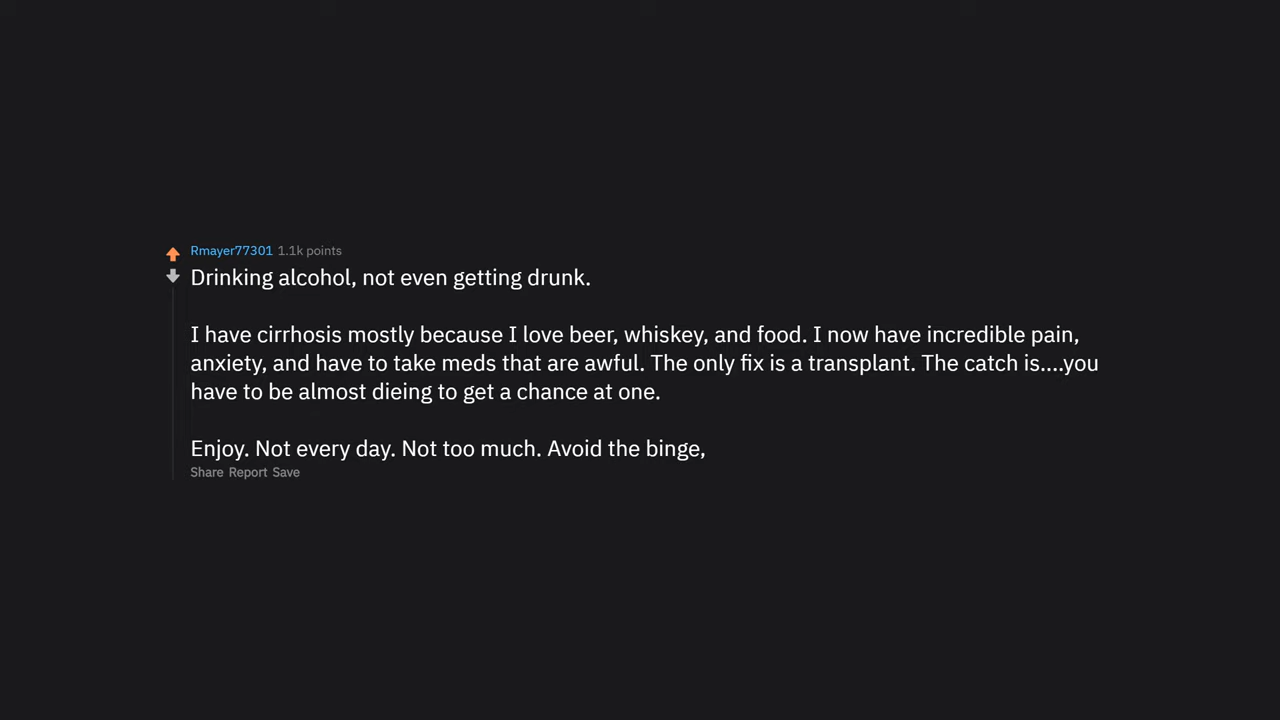 Rmayer77301 1.1k points
Drinking alcohol, not even getting drunk.
I have cirrhosis mostly because I love beer, whiskey, and food. I now have incredible pain,
anxiety, and have to take meds that are awful. The only fix is a transplant. The catch is....you
have to be almost dieing to get a chance at one.
Enjoy. Not every day. Not too much. Avoid the binge,
Share Report Save